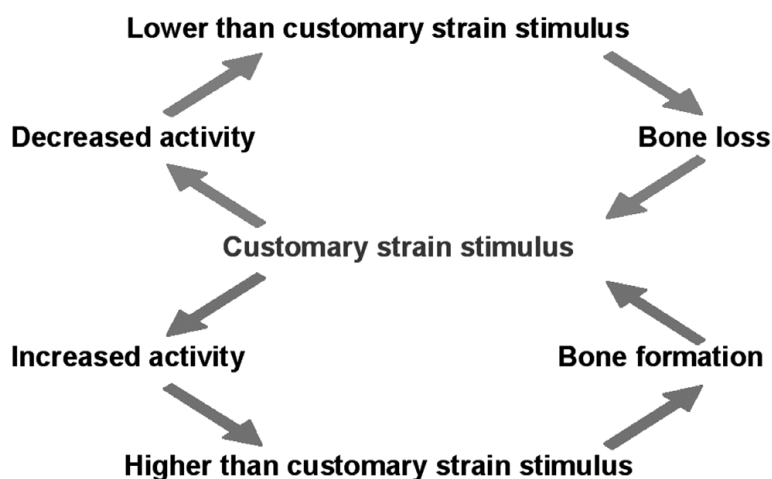 Lower than customary strain stimulus
Decreased activity
Bone loss
Customary strain stimulus
Increased activity
Bone formation
Higher than customary strain stimulus